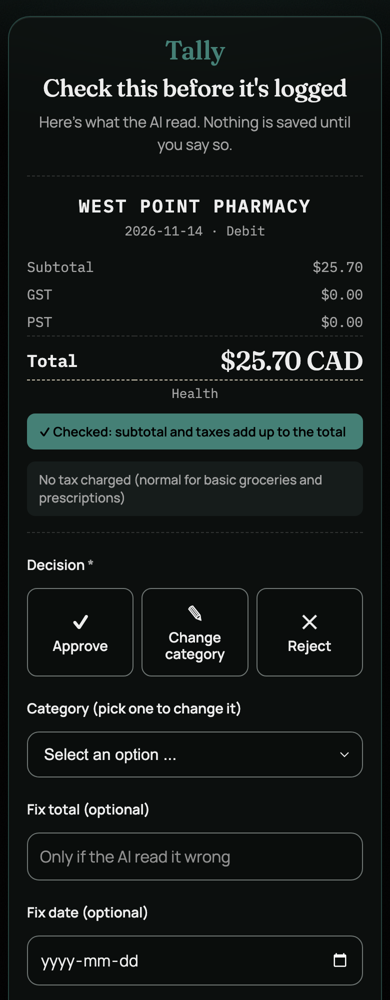 Tally
Check this before it's logged
Here's what the AI read. Nothing is saved until
you say so.
WEST POINT PHARMACY
2026-11-14 · Debit
Subtotal $25.70
GST $0.00
PST $0.00
Total $25.70 CAD
Health
✓ Checked: subtotal and taxes add up to the total
No tax charged (normal for basic groceries and
prescriptions)
Decision *
Approve
Change
category
Reject
Category (pick one to change it)
Select an option ...
Fix total (optional)
Only if the AI read it wrong
Fix date (optional)
yyyy-mm-dd